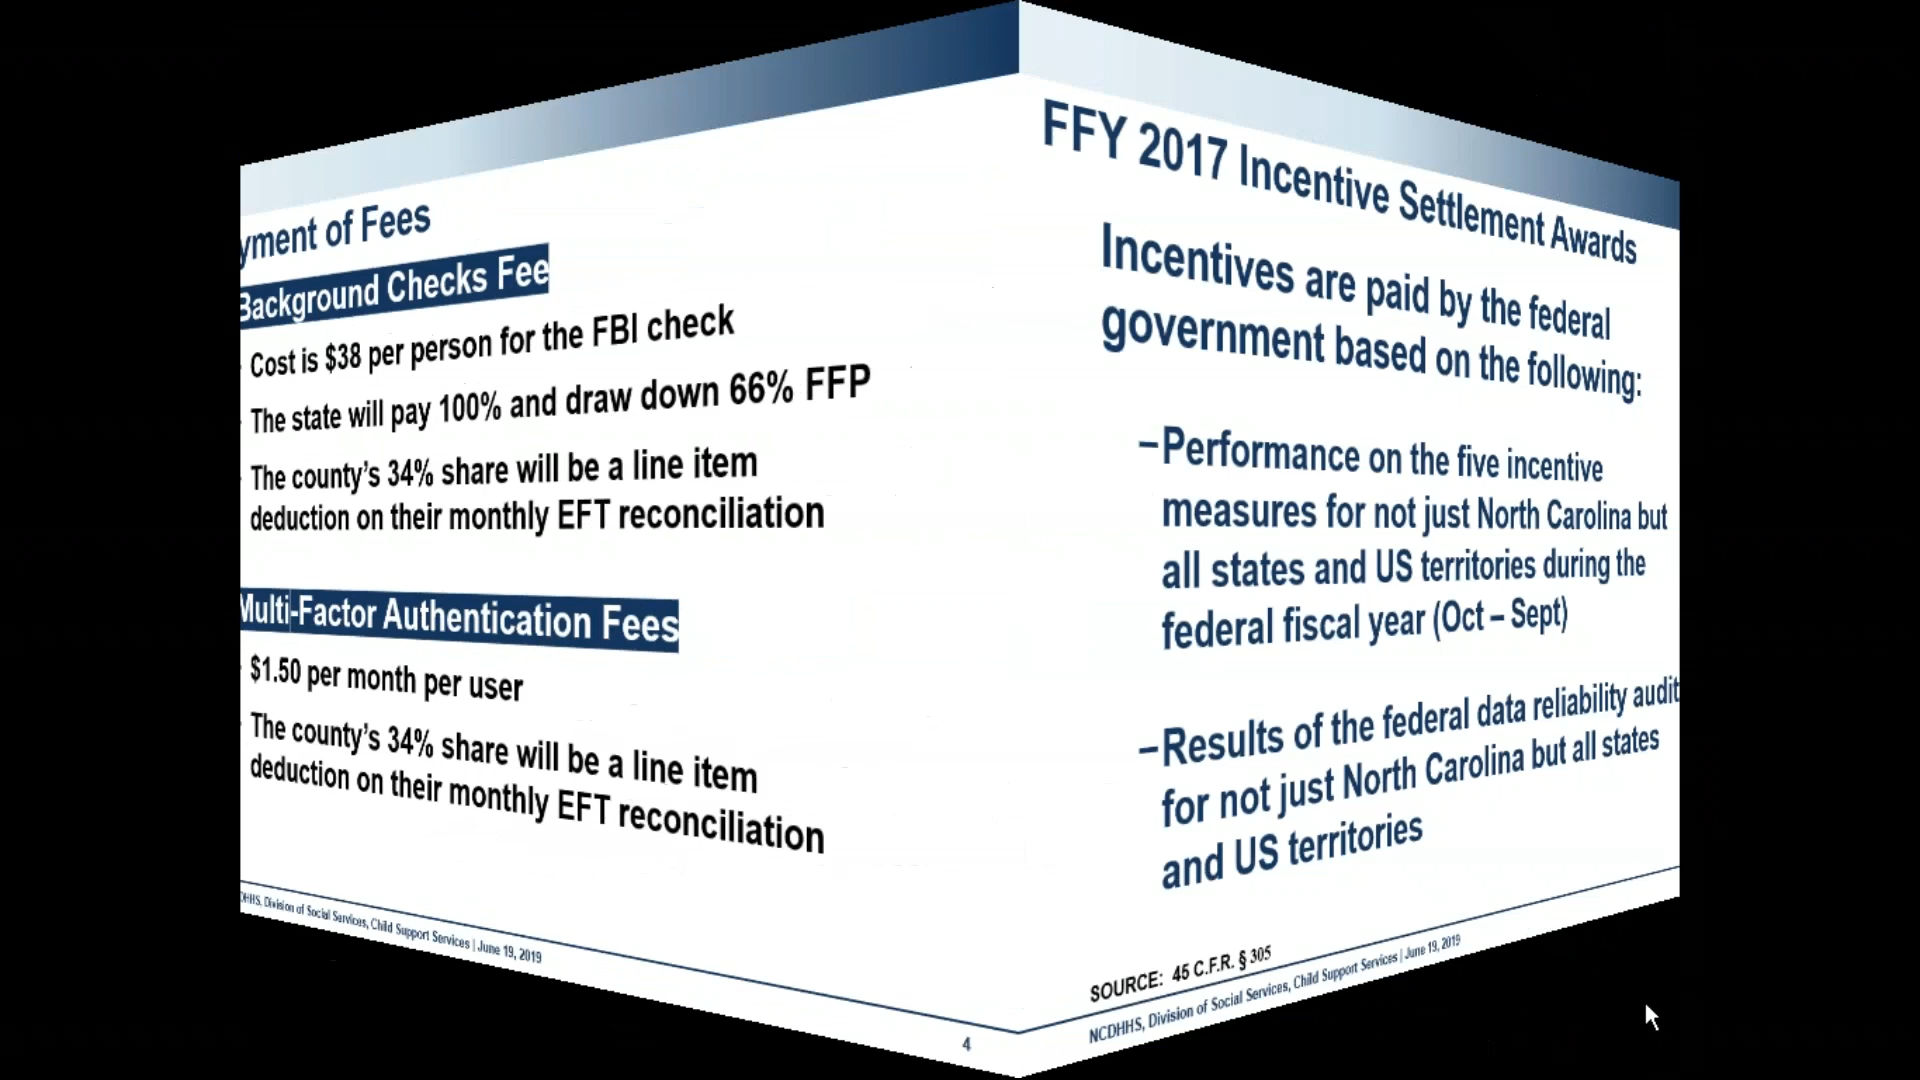 yment of Fees
Background Checks Fee
Cost is $38 per person for the FBI check
The state will pay 100% and draw down 66% FFP
The county's 34% share will be a line item
deduction on their monthly EFT reconciliation
Multi-Factor Authentication Fees
$1.50 per month per user
The county's 34% share will be a line item
deduction on their monthly EFT reconciliation
DHHS, Division of Social Services, Child Support Services | June 19, 2019
4
FFY 2017 Incentive Settlement Awards
Incentives are paid by the federal
government based on the following:
–Performance on the five incentive
measures for not just North Carolina but
all states and US territories during the
federal fiscal year (Oct – Sept)
–Results of the federal data reliability audit
for not just North Carolina but all states
and US territories
SOURCE: 45 C.F.R. § 305
NCDHHS, Division of Social Services, Child Support Services | June 19, 2019